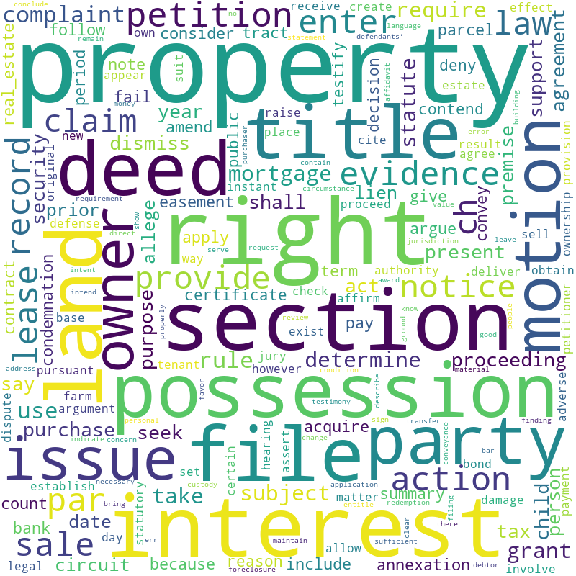 complaint petition enter require law
property
title
claim
deed
evidence
right
section
possession
motion
land
owner
record
lease
file
party
issue
interest
par
action
sale
notice
ch
provide
mortgage
statute
agreement
support
follow
consider
tract
parcel
receive
create
effect
own
real_estate
period
note
appear
suit
testify
decision
deny
estate
fail
year
amend
dismiss
public
raise
place
cite
result
agree
contend
security
prior
original
new
allege
easement
instant
lien
give
shall
argue
convey
premise
ownership
provision
sell
obtain
petitioner
contract
condemnation
base
defense
purpose
apply
way
term
authority
act
present
deliver
certificate
check
affirm
pursuant
tenant
exist
pay
rule
jury
however
determine
proceeding
say
use
purchase
farm
argument
seek
acquire
dispute
adverse
person
payment
establish
set
certain
hearing
assert
matter
bond
damage
child
count
date
take
subject
summary
tax
bank
day
statutory
reason
include
allow
annexation
grant
legal
circuit
because
involve
foreclosure